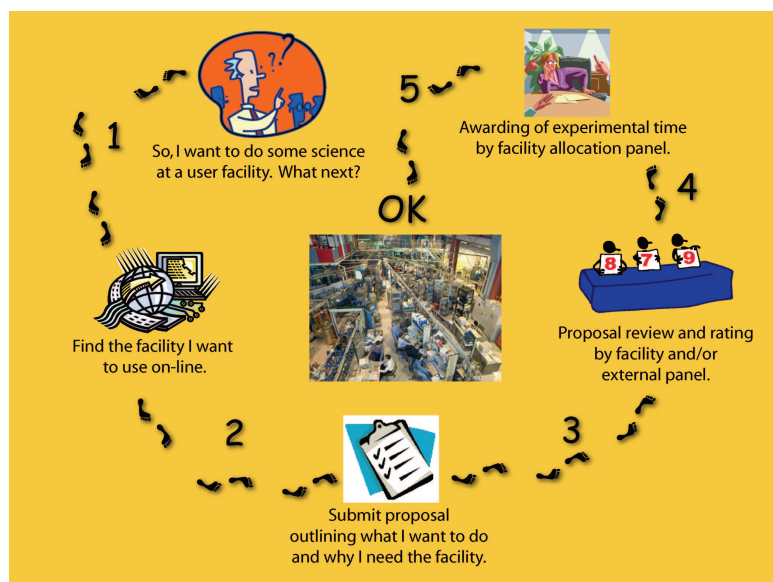 So, I want to do some science
at a user facility. What next?
1
Find the facility I want
to use on-line.
2
Submit proposal
outlining what I want to do
and why I need the facility.
3
Proposal review and rating
by facility and/or
external panel.
8 7 9
4
Awarding of experimental time
by facility allocation panel.
5
OK
???